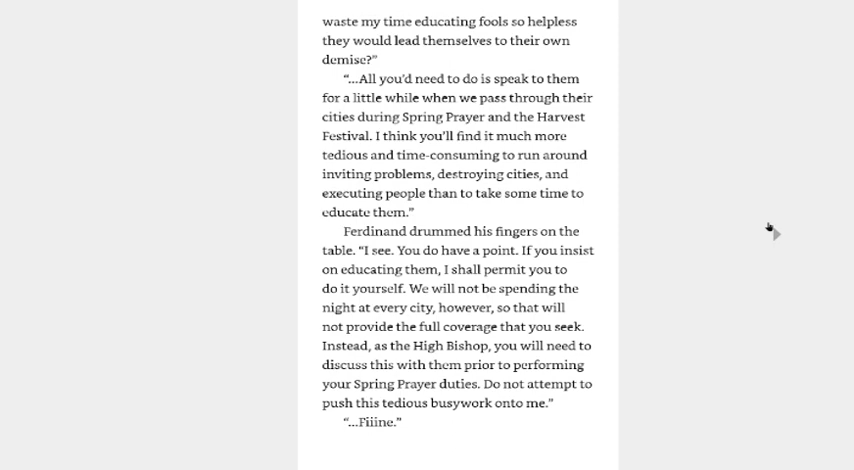 waste my time educating fools so helpless
they would lead themselves to their own
demise?”
“...All you’d need to do is speak to them
for a little while when we pass through their
cities during Spring Prayer and the Harvest
Festival. I think you’ll find it much more
tedious and time-consuming to run around
inviting problems, destroying cities, and
executing people than to take some time to
educate them.”
Ferdinand drummed his fingers on the
table. “I see. You do have a point. If you insist
on educating them, I shall permit you to
do it yourself. We will not be spending the
night at every city, however, so that will
not provide the full coverage that you seek.
Instead, as the High Bishop, you will need to
discuss this with them prior to performing
your Spring Prayer duties. Do not attempt to
push this tedious busywork onto me.”
“...Fiiine.”